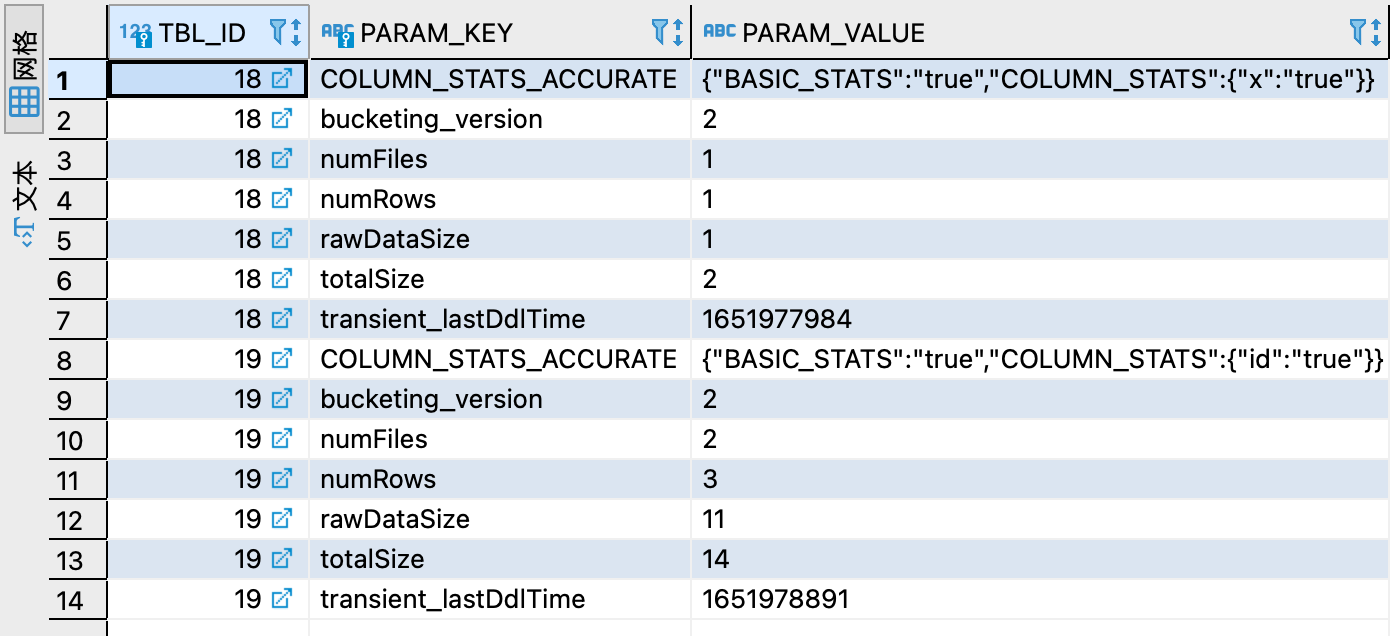 网格
文本
123 TBL_ID ABC PARAM_KEY ABC PARAM_VALUE
1 18 COLUMN_STATS_ACCURATE {"BASIC_STATS":"true","COLUMN_STATS":{"x":"true"}}
2 18 bucketing_version 2
3 18 numFiles 1
4 18 numRows 1
5 18 rawDataSize 1
6 18 totalSize 2
7 18 transient_lastDdlTime 1651977984
8 19 COLUMN_STATS_ACCURATE {"BASIC_STATS":"true","COLUMN_STATS":{"id":"true"}}
9 19 bucketing_version 2
10 19 numFiles 2
11 19 numRows 3
12 19 rawDataSize 11
13 19 totalSize 14
14 19 transient_lastDdlTime 1651978891